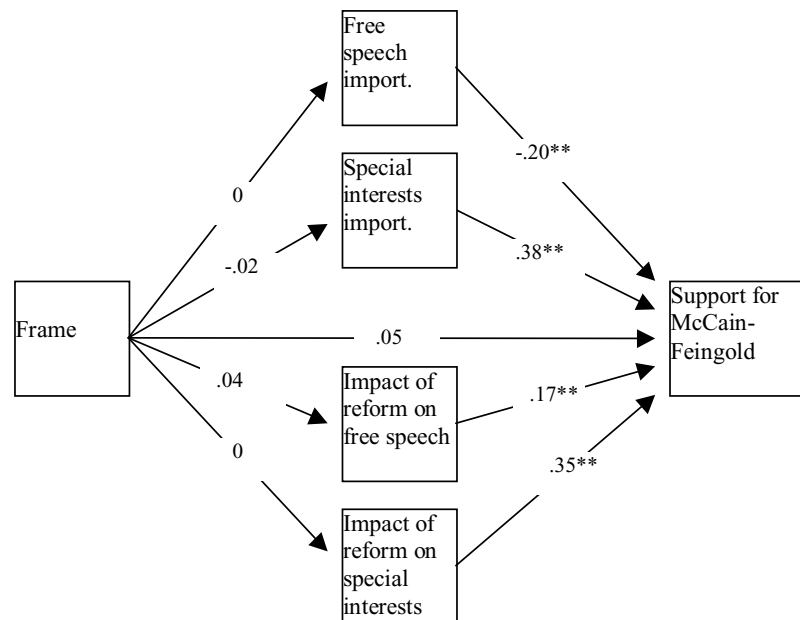 Free
speech
import.
-.20**
0
Special
interests
import.
.38**
-.02
Frame
.05
Support for
McCain-
Feingold
.04
Impact of
reform on
free speech
.17**
0
.35**
Impact of
reform on
special
interests